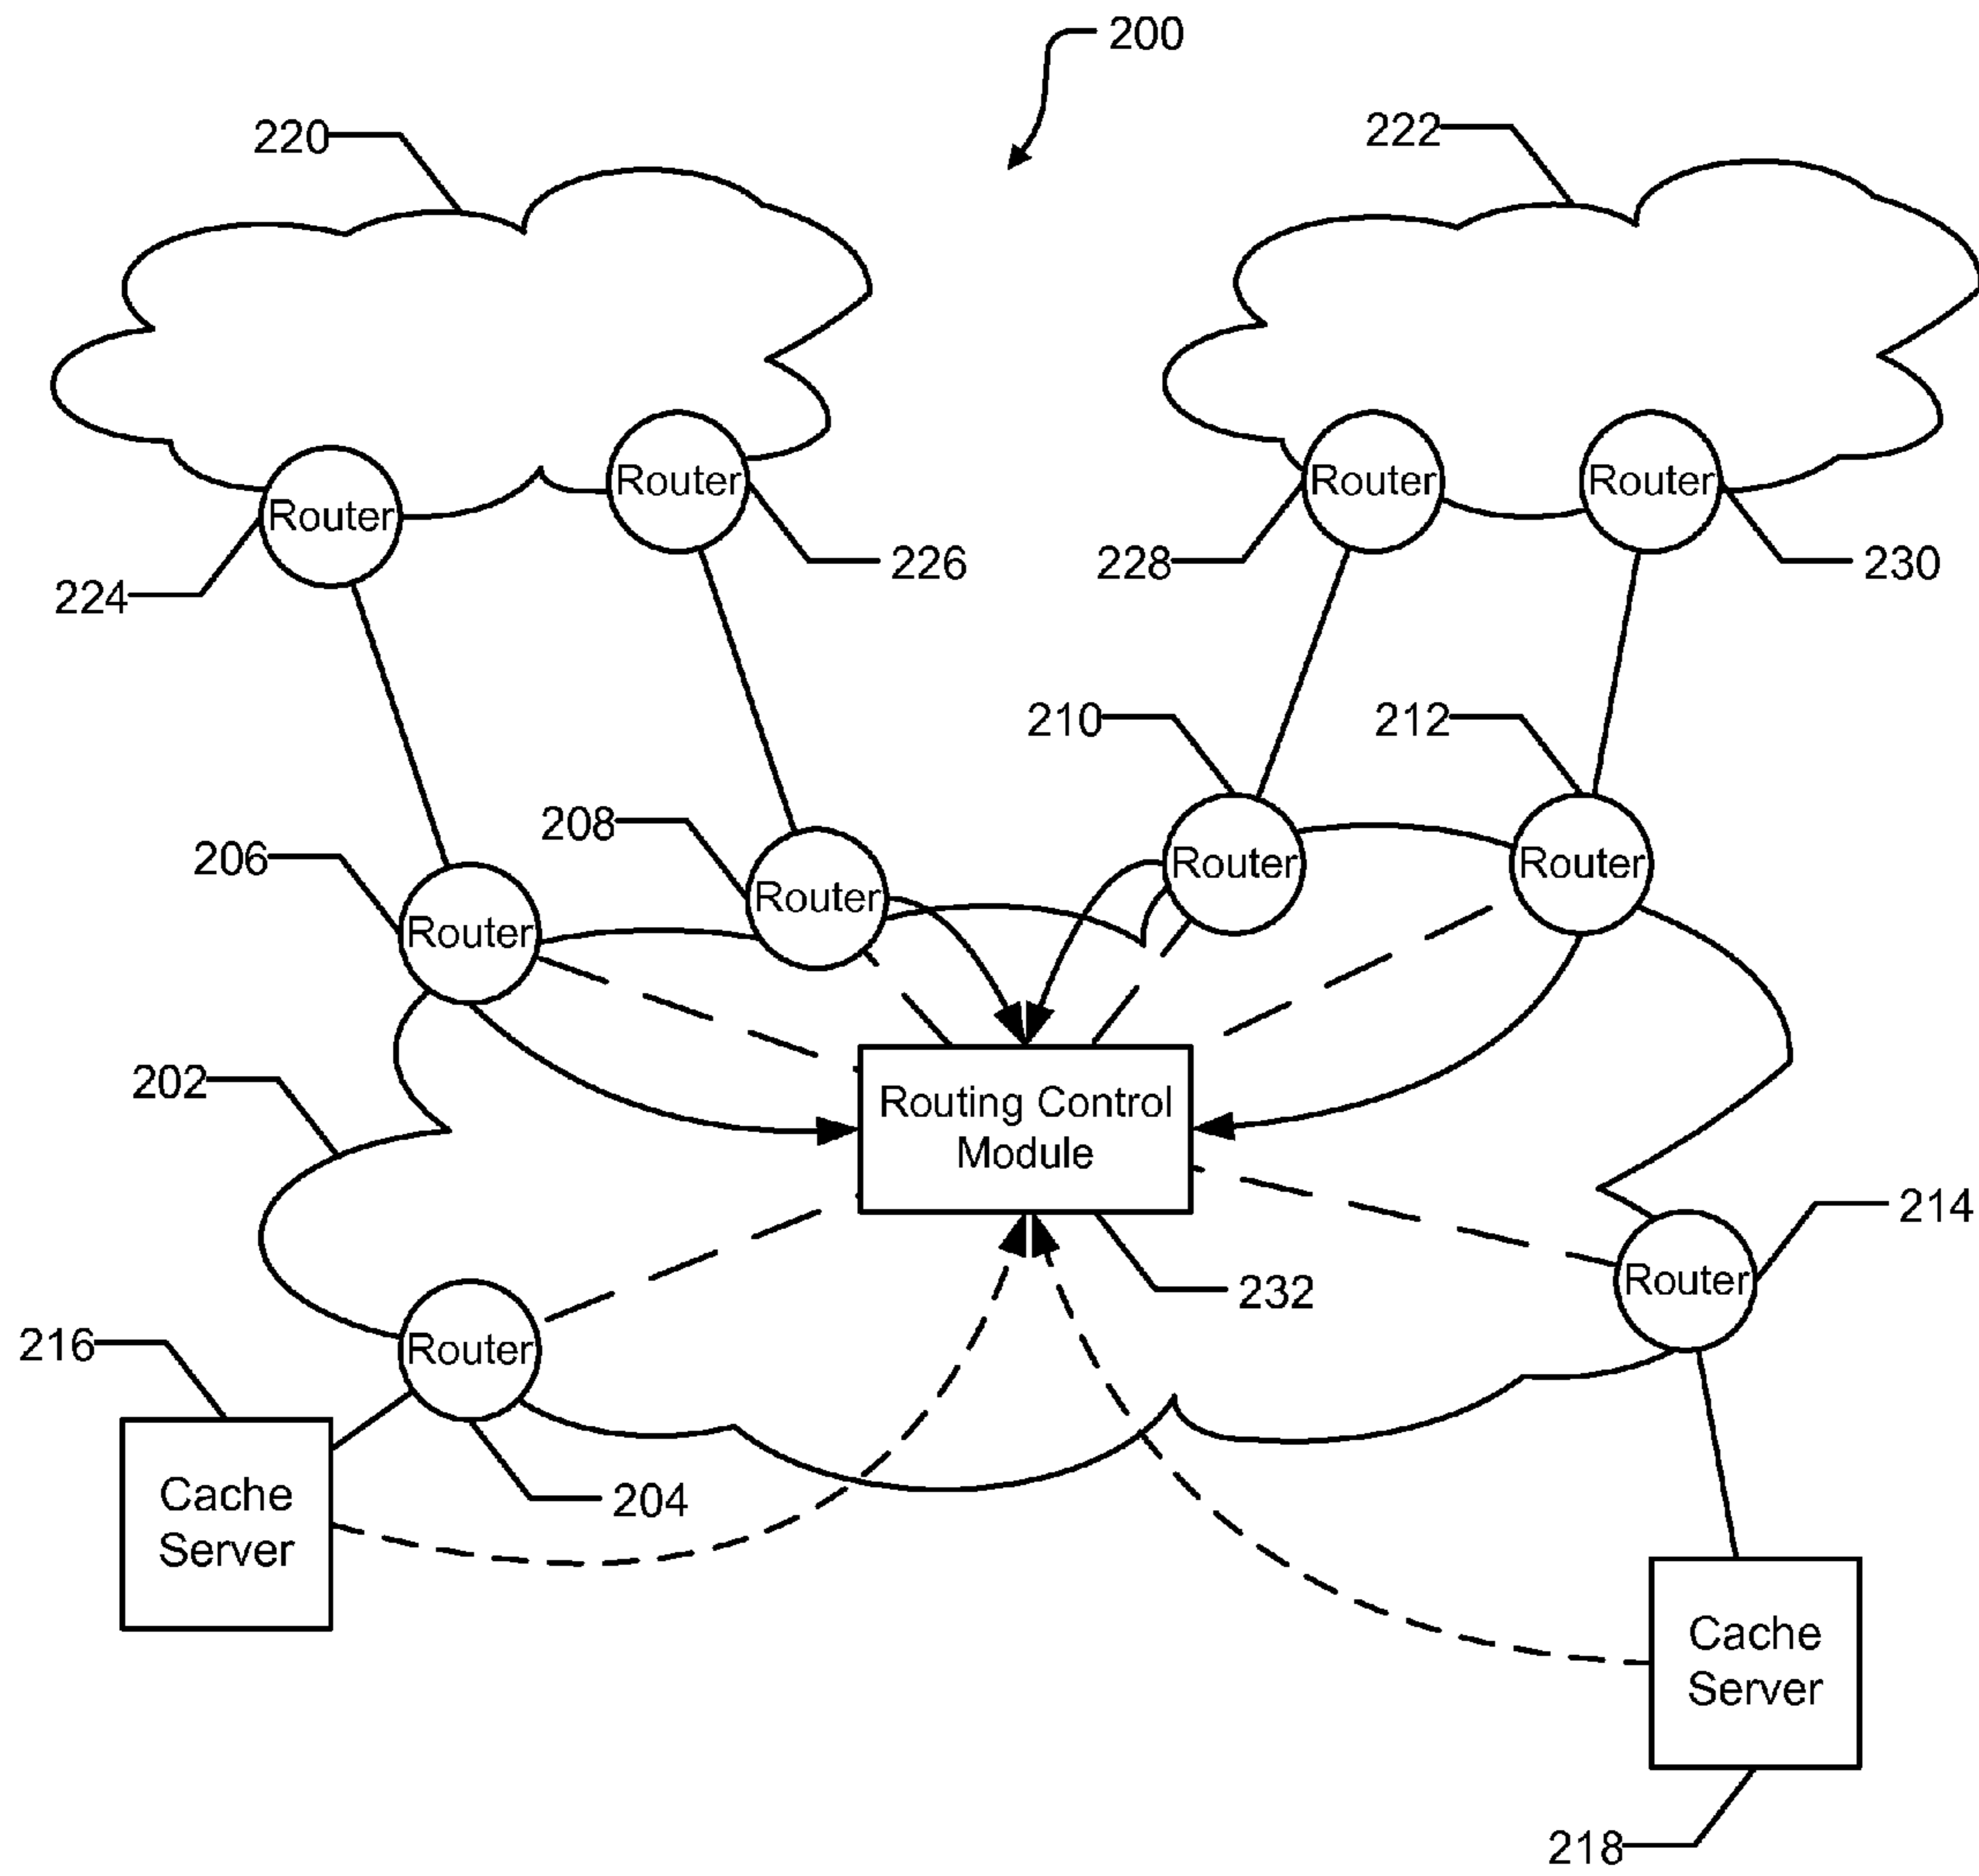 200
220
222
Router
Router
Router
Router
224
226
228
230
210
212
208
206
Router
Router
Router
Router
202
Routing Control
Module
214
Router
232
216
Router
204
Cache
Server
Cache
Server
218